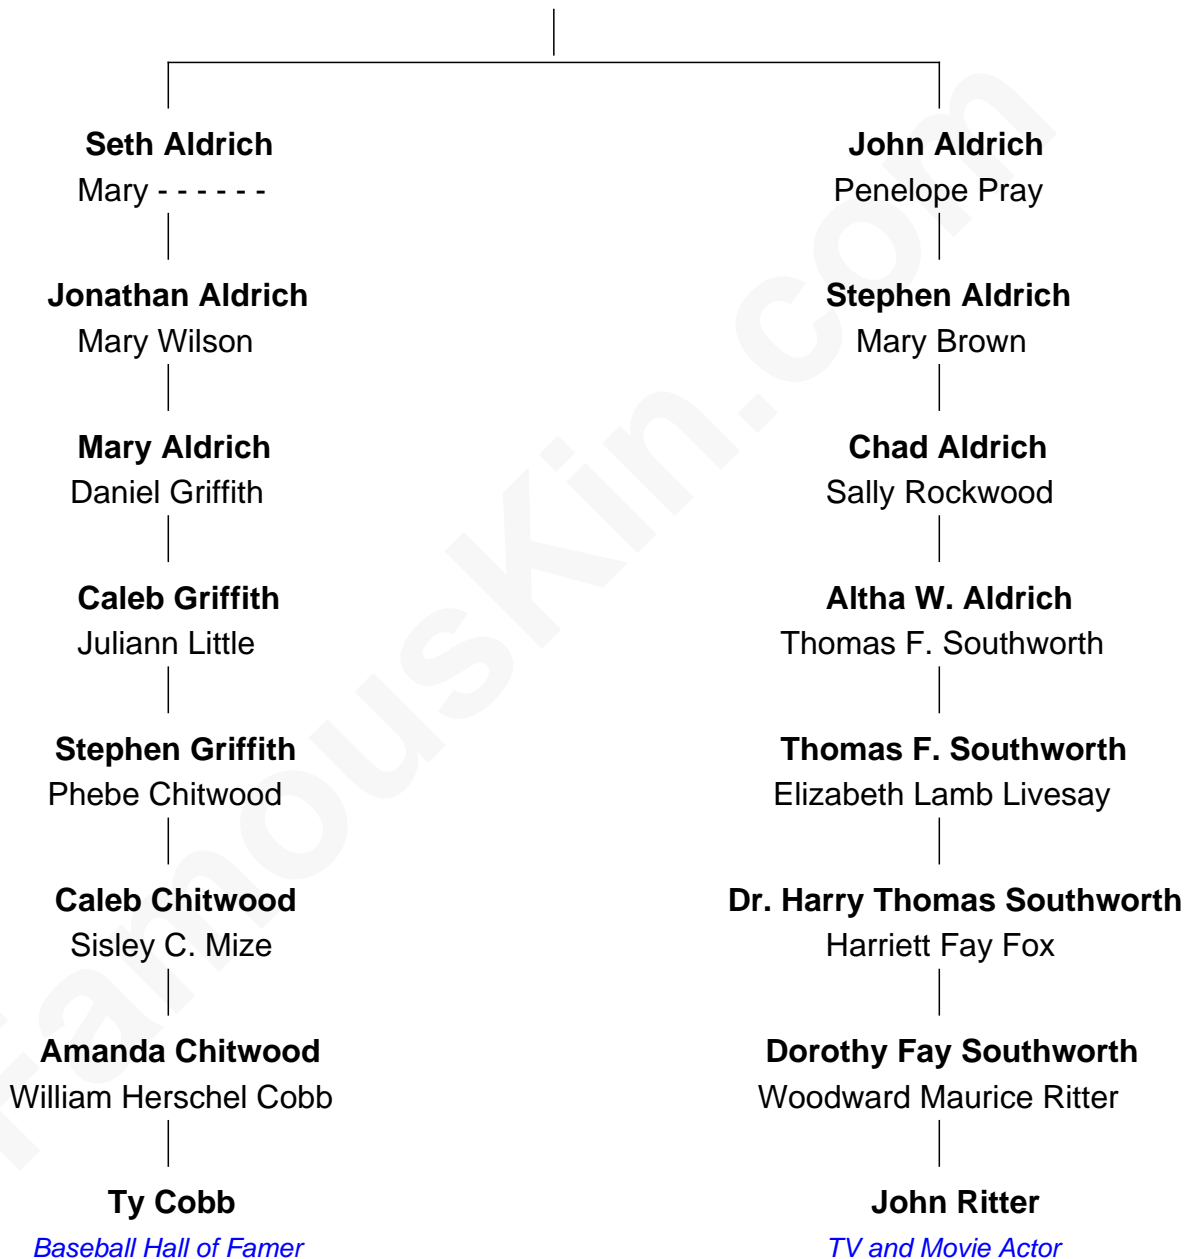 Seth Aldrich
Mary - - - - - -
Jonathan Aldrich
Mary Wilson
Mary Aldrich
Daniel Griffith
Caleb Griffith
Juliann Little
Stephen Griffith
Phebe Chitwood
Caleb Chitwood
Sisley C. Mize
Amanda Chitwood
William Herschel Cobb
Ty Cobb
Baseball Hall of Famer
John Aldrich
Penelope Pray
Stephen Aldrich
Mary Brown
Chad Aldrich
Sally Rockwood
Altha W. Aldrich
Thomas F. Southworth
Thomas F. Southworth
Elizabeth Lamb Livesay
Dr. Harry Thomas Southworth
Harriett Fay Fox
Dorothy Fay Southworth
Woodward Maurice Ritter
John Ritter
TV and Movie Actor
FamousKin.com